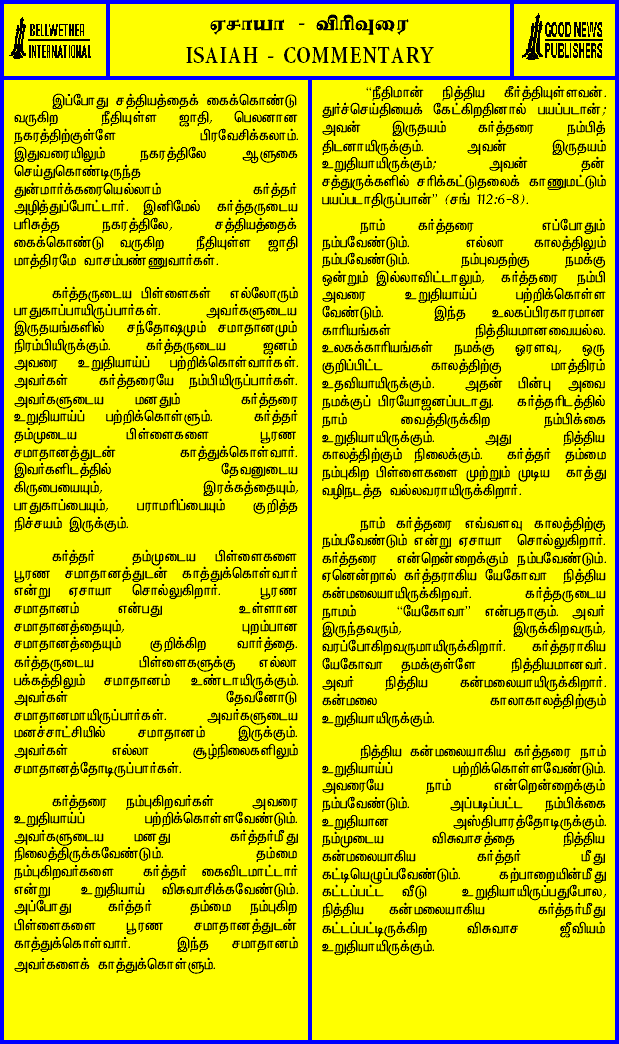 BELLWETHER
INTERNATIONAL
ஏசாயா - விரிவுரை
ISAIAH - COMMENTARY
GOOD NEWS
PUBLISHERS
இப்போது சத்தியத்தைக் கைக்கொண்டு
வருகிற நீதியுள்ள ஜாதி, பெலனான
நகரத்திற்குள்ளே பிரவேசிக்கலாம்.
இதுவரையிலும் நகரத்திலே ஆளுகை
செய்துகொண்டிருந்த
துன்மார்க்கரையெல்லாம் கர்த்தர்
அழித்துப்போட்டார். இனிமேல் கர்த்தருடைய
பரிசுத்த நகரத்திலே, சத்தியத்தைக்
கைக்கொண்டு வருகிற நீதியுள்ள ஜாதி
மாத்திரமே வாசம்பண்ணுவார்கள்.
கர்த்தருடைய பிள்ளைகள் எல்லோரும்
பாதுகாப்பாயிருப்பார்கள். அவர்களுடைய
இருதயங்களில் சந்தோஷமும் சமாதானமும்
நிரம்பியிருக்கும். கர்த்தருடைய ஜனம்
அவரை உறுதியாய்ப் பற்றிக்கொள்வார்கள்.
அவர்கள் கர்த்தரையே நம்பியிருப்பார்கள்.
அவர்களுடைய மனதும் கர்த்தரை
உறுதியாய்ப் பற்றிக்கொள்ளும். கர்த்தர்
தம்முடைய பிள்ளைகளை பூரண
சமாதானத்துடன் காத்துக்கொள்வார்.
இவர்களிடத்தில் தேவனுடைய
கிருபையையும், இரக்கத்தையும்,
பாதுகாப்பையும், பராமரிப்பையும் குறித்த
நிச்சயம் இருக்கும்.
கர்த்தர் தம்முடைய பிள்ளைகளை
பூரண சமாதானத்துடன் காத்துக்கொள்வார்
என்று ஏசாயா சொல்லுகிறார். பூரண
சமாதானம் என்பது உள்ளான
சமாதானத்தையும், புறம்பான
சமாதானத்தையும் குறிக்கிற வார்த்தை.
கர்த்தருடைய பிள்ளைகளுக்கு எல்லா
பக்கத்திலும் சமாதானம் உண்டாயிருக்கும்.
அவர்கள் தேவனோடு
சமாதானமாயிருப்பார்கள். அவர்களுடைய
மனச்சாட்சியில் சமாதானம் இருக்கும்.
அவர்கள் எல்லா சூழ்நிலைகளிலும்
சமாதானத்தோடிருப்பார்கள்.
கர்த்தரை நம்புகிறவர்கள் அவரை
உறுதியாய்ப் பற்றிக்கொள்ளவேண்டும்.
அவர்களுடைய மனது கர்த்தர்மீது
நிலைத்திருக்கவேண்டும். தம்மை
நம்புகிறவர்களை கர்த்தர் கைவிடமாட்டார்
என்று உறுதியாய் விசுவாசிக்கவேண்டும்.
அப்போது கர்த்தர் தம்மை நம்புகிற
பிள்ளைகளை பூரண சமாதானத்துடன்
காத்துக்கொள்வார். இந்த சமாதானம்
அவர்களைக் காத்துக்கொள்ளும்.
“நீதிமான் நித்திய கீர்த்தியுள்ளவன்.
துர்ச்செய்தியைக் கேட்கிறதினால் பயப்படான்;
அவன் இருதயம் கர்த்தரை நம்பித்
திடனாயிருக்கும். அவன் இருதயம்
உறுதியாயிருக்கும்; அவன் தன்
சத்துருக்களில் சரிக்கட்டுதலைக் காணுமட்டும்
பயப்படாதிருப்பான்” (சங் 112:6-8).
நாம் கர்த்தரை எப்போதும்
நம்பவேண்டும். எல்லா காலத்திலும்
நம்பவேண்டும். நம்புவதற்கு நமக்கு
ஒன்றும் இல்லாவிட்டாலும், கர்த்தரை நம்பி
அவரை உறுதியாய்ப் பற்றிக்கொள்ள
வேண்டும். இந்த உலகப்பிரகாரமான
காரியங்கள் நித்தியமானவையல்ல.
உலகக்காரியங்கள் நமக்கு ஓரளவு, ஒரு
குறிப்பிட்ட காலத்திற்கு மாத்திரம்
உதவியாயிருக்கும். அதன் பின்பு அவை
நமக்குப் பிரயோஜனப்படாது. கர்த்தரிடத்தில்
நாம் வைத்திருக்கிற நம்பிக்கை
உறுதியாயிருக்கும். அது நித்திய
காலத்திற்கும் நிலைக்கும். கர்த்தர் தம்மை
நம்புகிற பிள்ளைகளை முற்றும் முடிய காத்து
வழிநடத்த வல்லவராயிருக்கிறார்.
நாம் கர்த்தரை எவ்வளவு காலத்திற்கு
நம்பவேண்டும் என்று ஏசாயா சொல்லுகிறார்.
கர்த்தரை என்றென்றைக்கும் நம்பவேண்டும்.
ஏனென்றால் கர்த்தராகிய யேகோவா நித்திய
கன்மலையாயிருக்கிறவர். கர்த்தருடைய
நாமம் “யேகோவா” என்பதாகும். அவர்
இருந்தவரும், இருக்கிறவரும்,
வரப்போகிறவருமாயிருக்கிறார். கர்த்தராகிய
யேகோவா தமக்குள்ளே நித்தியமானவர்.
அவர் நித்திய கன்மலையாயிருக்கிறார்.
கன்மலை காலாகாலத்திற்கும்
உறுதியாயிருக்கும்.
நித்திய கன்மலையாகிய கர்த்தரை நாம்
உறுதியாய்ப் பற்றிக்கொள்ளவேண்டும்.
அவரையே நாம் என்றென்றைக்கும்
நம்பவேண்டும். அப்படிப்பட்ட நம்பிக்கை
உறுதியான அஸ்திபாரத்தோடிருக்கும்.
நம்முடைய விசுவாசத்தை நித்திய
கன்மலையாகிய கர்த்தர் மீது
கட்டியெழுப்பவேண்டும். கற்பாறையின்மீது
கட்டப்பட்ட வீடு உறுதியாயிருப்பதுபோல,
நித்திய கன்மலையாகிய கர்த்தர்மீது
கட்டப்பட்டிருக்கிற விசுவாச ஜீவியம்
உறுதியாயிருக்கும்.